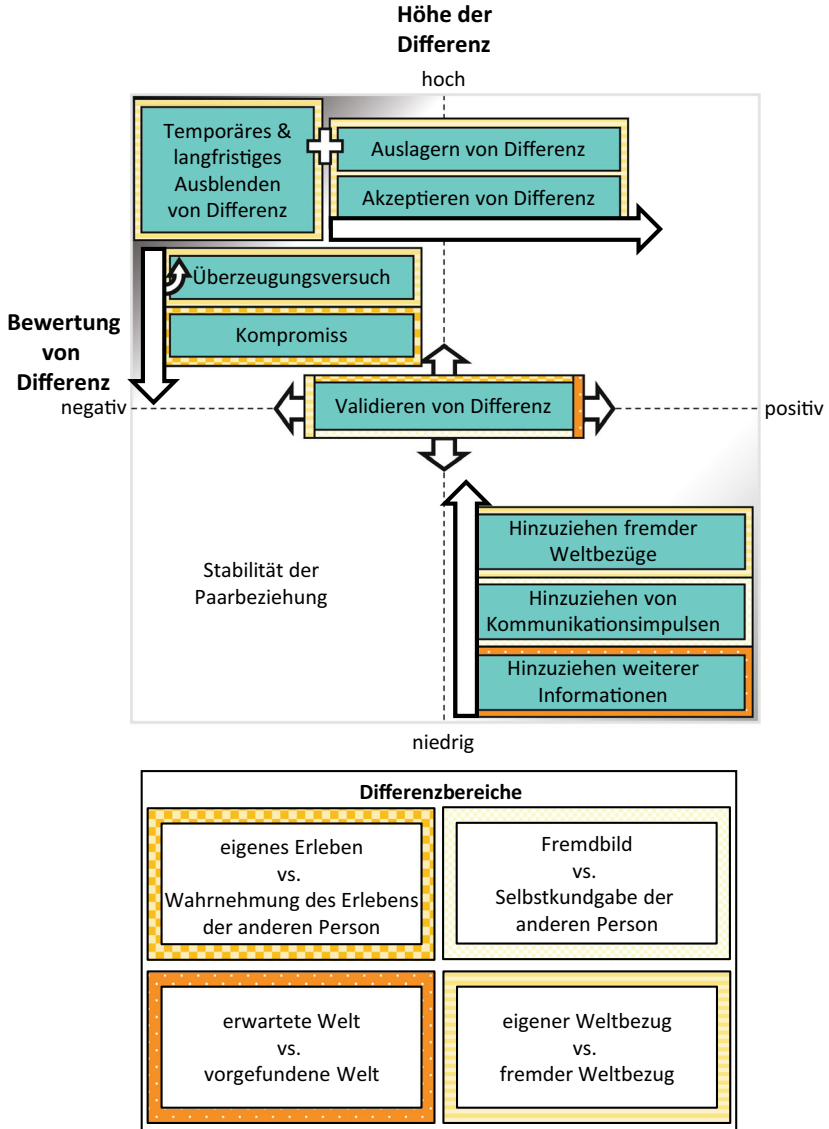 Höhe der
Differenz
hoch
Temporäres &
langfristiges
Ausblenden
von Differenz
Auslagern von Differenz
Akzeptieren von Differenz
Überzeugungsversuch
Kompromiss
Bewertung
von
Differenz
negativ
Validieren von Differenz
positiv
Hinzuziehen fremder
Weltbezüge
Stabilität der
Paarbeziehung
Hinzuziehen von
Kommunikationsimpulsen
Hinzuziehen weiterer
Informationen
niedrig
Differenzbereiche
eigenes Erleben
vs.
Wahrnehmung des Erlebens
der anderen Person
Fremdbild
vs.
Selbstkundgabe der
anderen Person
erwartete Welt
vs.
vorgefundene Welt
eigener Weltbezug
vs.
fremder Weltbezug